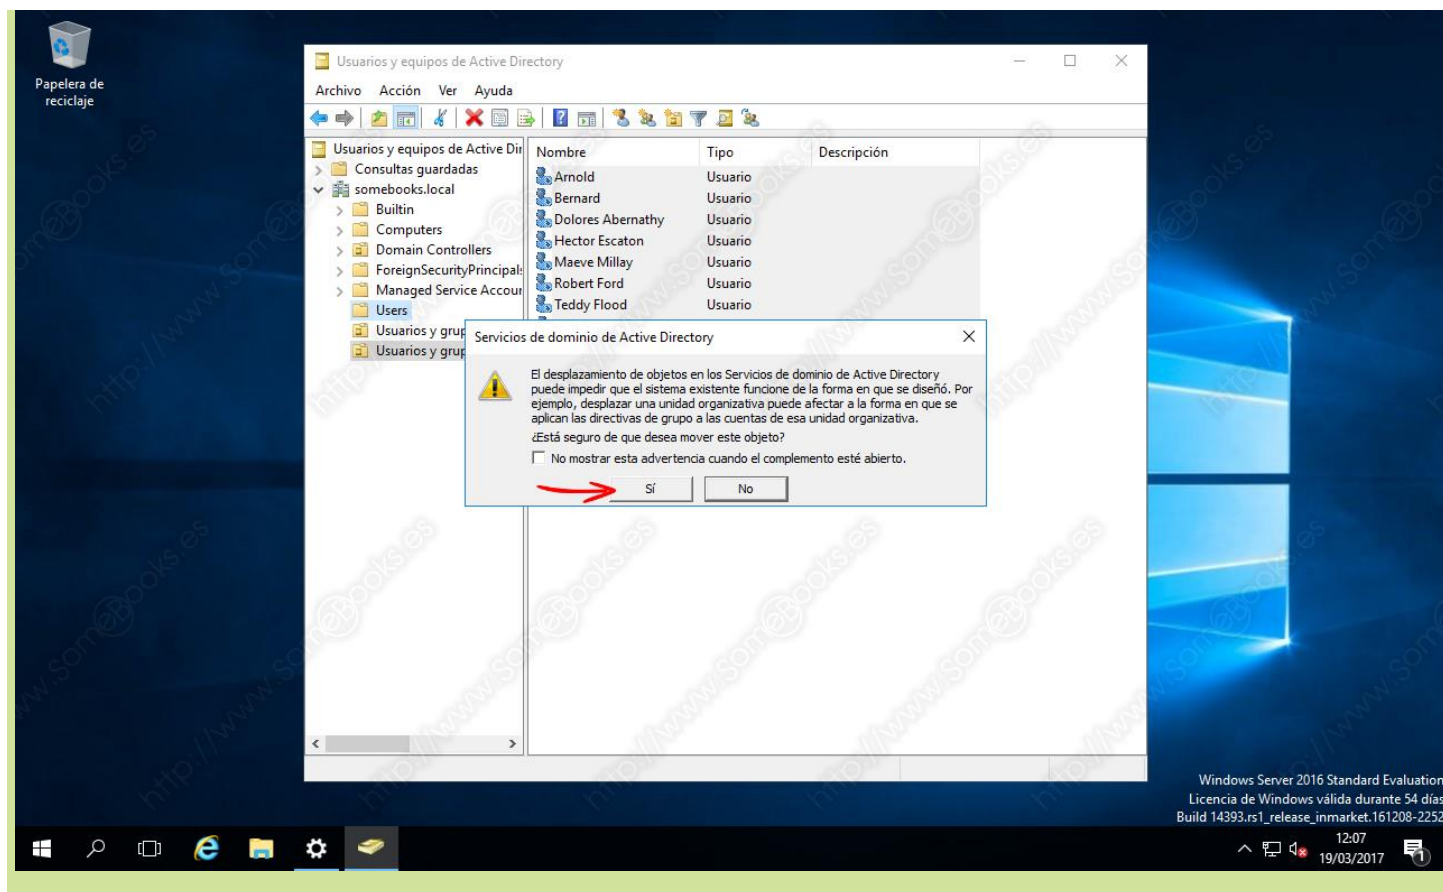 Papelera de
reciclaje
Usuarios y equipos de Active Directory
Archivo Acción Ver Ayuda
Usuarios y equipos de Active Dir
Consultas guardadas
somebooks.local
Builtin
Computers
Domain Controllers
ForeignSecurityPrincipals
Managed Service Accour
Users
Usuarios y grup
Usuarios y grup
Nombre Tipo Descripción
Arnold Usuario
Bernard Usuario
Dolores Abernathy Usuario
Hector Escaton Usuario
Maeve Millay Usuario
Robert Ford Usuario
Teddy Flood Usuario
Servicios de dominio de Active Directory
El desplazamiento de objetos en los Servicios de dominio de Active Directory
puede impedir que el sistema existente funcione de la forma en que se diseñó. Por
ejemplo, desplazar una unidad organizativa puede afectar a la forma en que se
aplican las directivas de grupo a las cuentas de esa unidad organizativa.
¿Está seguro de que desea mover este objeto?
No mostrar esta advertencia cuando el complemento esté abierto.
Sí No
Windows Server 2016 Standard Evaluation
Licencia de Windows válida durante 54 días
Build 14393.rs1_release_inmarket.161208-2252
12:07
19/03/2017
1
http://www.SomeBooks.es